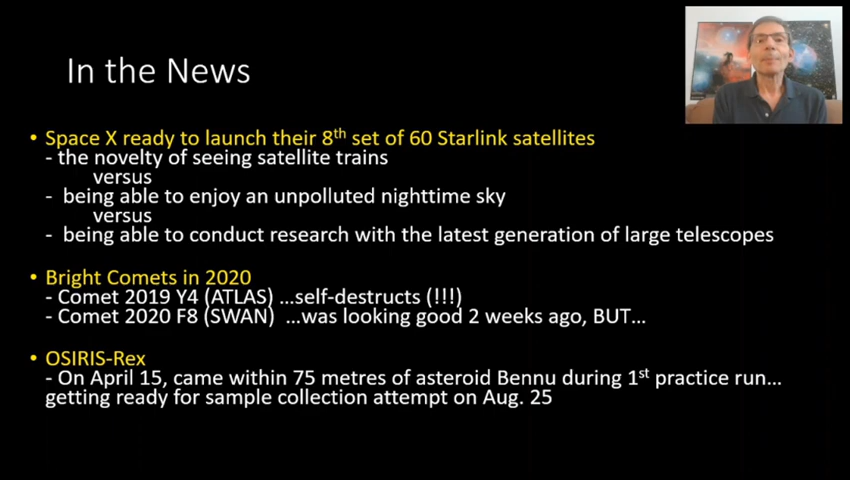 In the News
• Space X ready to launch their 8th set of 60 Starlink satellites
- the novelty of seeing satellite trains
versus
- being able to enjoy an unpolluted nighttime sky
versus
- being able to conduct research with the latest generation of large telescopes
• Bright Comets in 2020
- Comet 2019 Y4 (ATLAS) …self-destructs (!!!)
- Comet 2020 F8 (SWAN) …was looking good 2 weeks ago, BUT…
• OSIRIS-Rex
- On April 15, came within 75 metres of asteroid Bennu during 1st practice run…
getting ready for sample collection attempt on Aug. 25